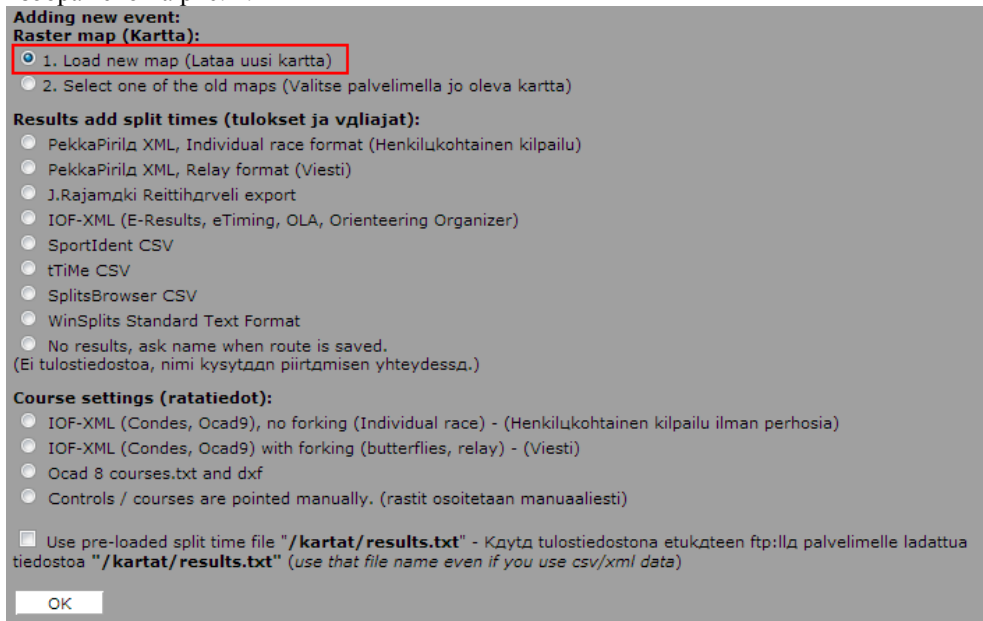 Adding new event:
Raster map (Kartta):
1. Load new map (Lataa uusi kartta)
2. Select one of the old maps (Valitse palvelimella jo oleva kartta)
Results add split times (tulokset ja vдliajat):
PekkaPirilд XML, Individual race format (Henkilцkohtainen kilpailu)
PekkaPirilд XML, Relay format (Viesti)
J.Rajamдki Reittihдrveli export
IOF-XML (E-Results, eTiming, OLA, Orienteering Organizer)
SportIdent CSV
tTiMe CSV
SplitsBrowser CSV
WinSplits Standard Text Format
No results, ask name when route is saved.
(Ei tulostiedostoa, nimi kysytддn piirtдmisen yhteydessд.)
Course settings (ratatiedot):
IOF-XML (Condes, Ocad9), no forking (Individual race) - (Henkilцkohtainen kilpailu ilman perhosia)
IOF-XML (Condes, Ocad9) with forking (butterflies, relay) - (Viesti)
Ocad 8 courses.txt and dxf
Controls / courses are pointed manually. (rastit osoitetaan manuaaliesti)
Use pre-loaded split time file "/kartat/results.txt" - Kдytд tulostiedostona etukдteen ftp:llд palvelimelle ladattua
tiedostoa "/kartat/results.txt" (use that file name even if you use csv/xml data)
OK